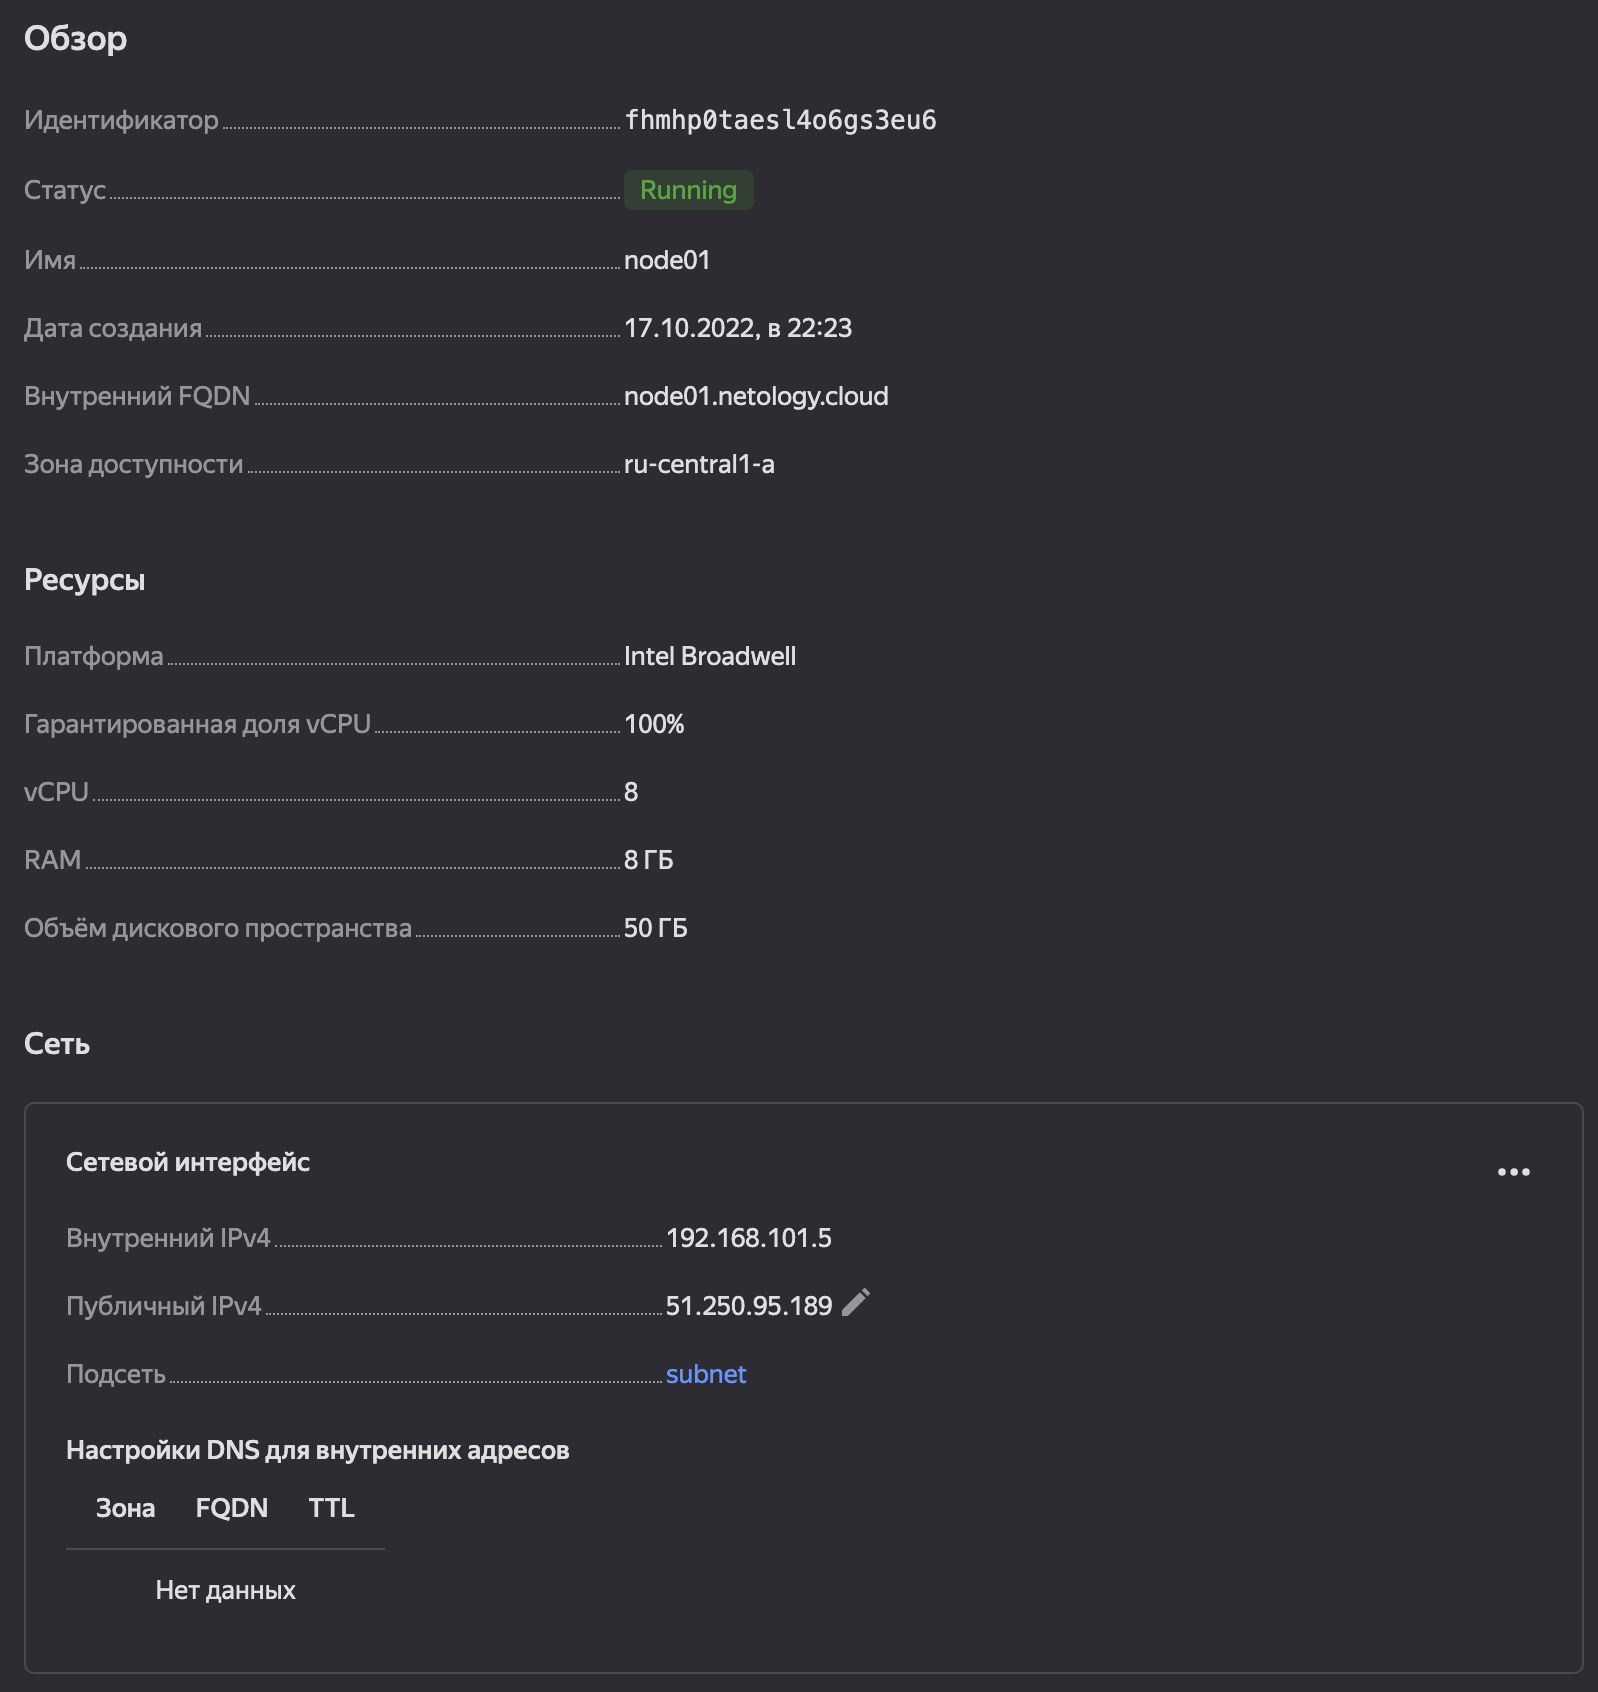 Обзор
Идентификатор fhmhp0taesl4o6gs3eu6
Статус Running
Имя node01
Дата создания 17.10.2022, в 22:23
Внутренний FQDN node01.netology.cloud
Зона доступности ru-central1-a
Ресурсы
Платформа Intel Broadwell
Гарантированная доля vCPU 100%
vCPU 8
RAM 8 ГБ
Объём дискового пространства 50 ГБ
Сеть
Сетевой интерфейс
Внутренний IPv4 192.168.101.5
Публичный IPv4 51.250.95.189
Подсеть subnet
Настройки DNS для внутренних адресов
Зона FQDN TTL
Нет данных